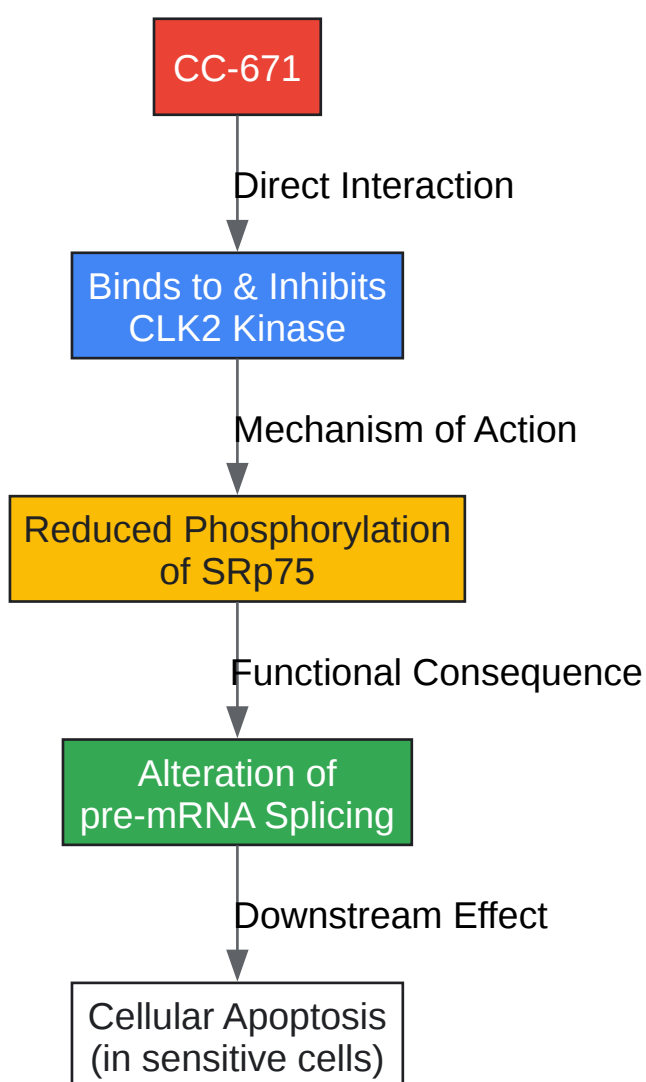 CC-671
Direct Interaction
Binds to & Inhibits
CLK2 Kinase
Mechanism of Action
Reduced Phosphorylation
of SRp75
Functional Consequence
Alteration of
pre-mRNA Splicing
Downstream Effect
Cellular Apoptosis
(in sensitive cells)